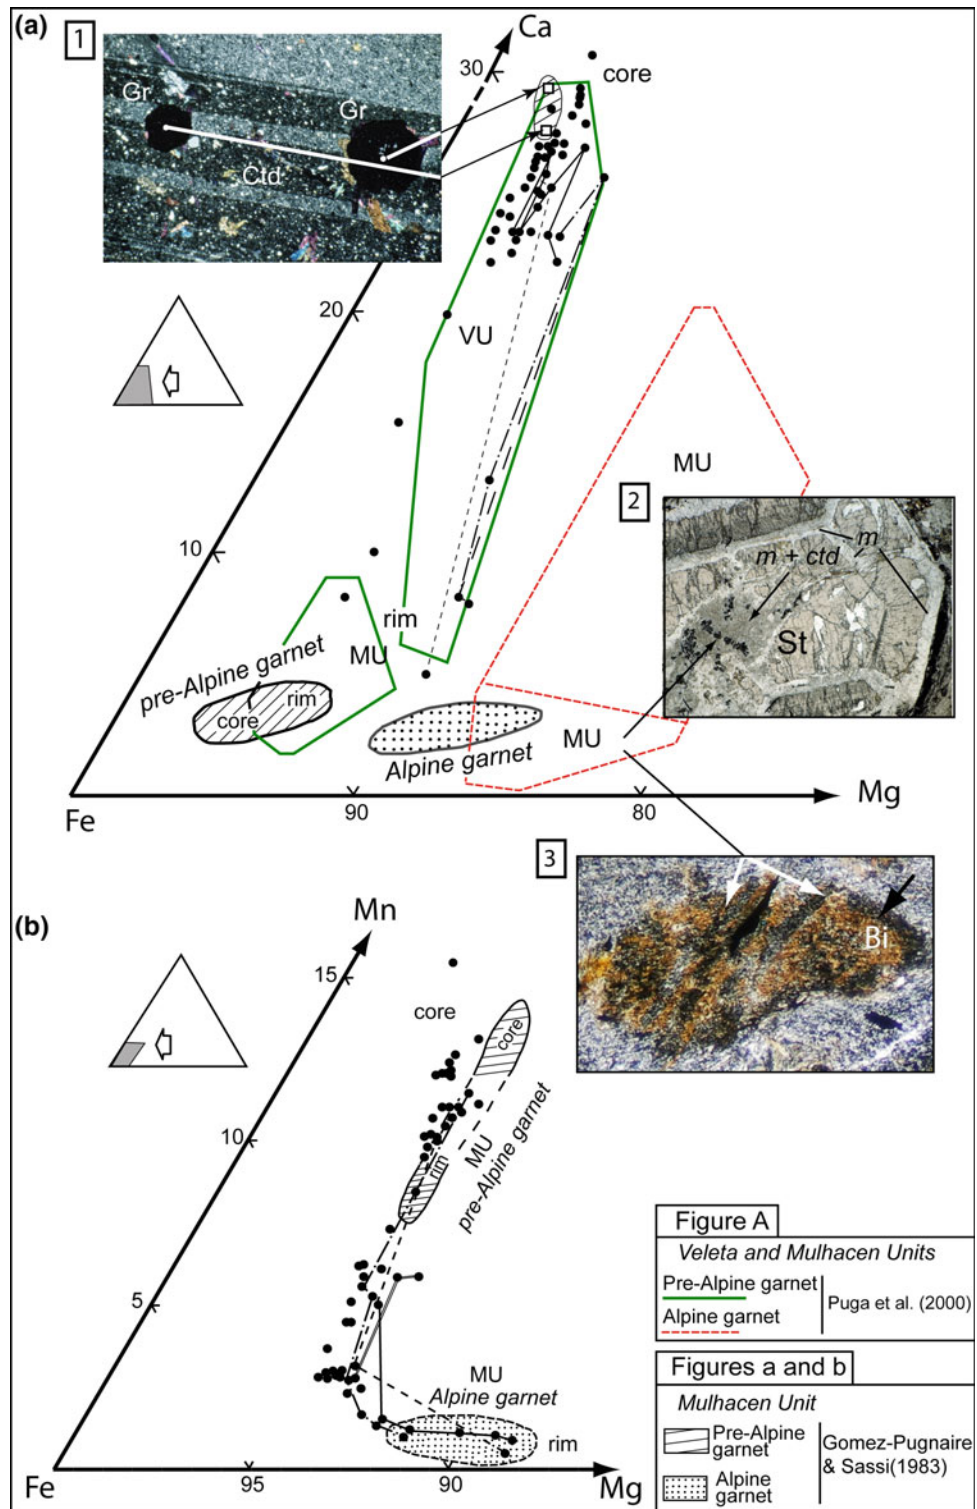 (a)
1
Ca
30
core
Gr
Gr
Ctd
20
VU
MU
2
m
m + ctd
St
10
rim
MU
pre-Alpine garnet
rim
core
MU
Alpine garnet
Fe
90
80
Mg
3
Bi
(b)
Mn
15
core
core
10
MU
rim
pre-Alpine garnet
5
MU
Alpine garnet
rim
Fe
95
90
Mg
Figure A
Veleta and Mulhacen Units
Pre-Alpine garnet
Alpine garnet
Puga et al. (2000)
Figures a and b
Mulhacen Unit
Pre-Alpine
garnet
Alpine
garnet
Gomez-Pugnaire
& Sassi(1983)